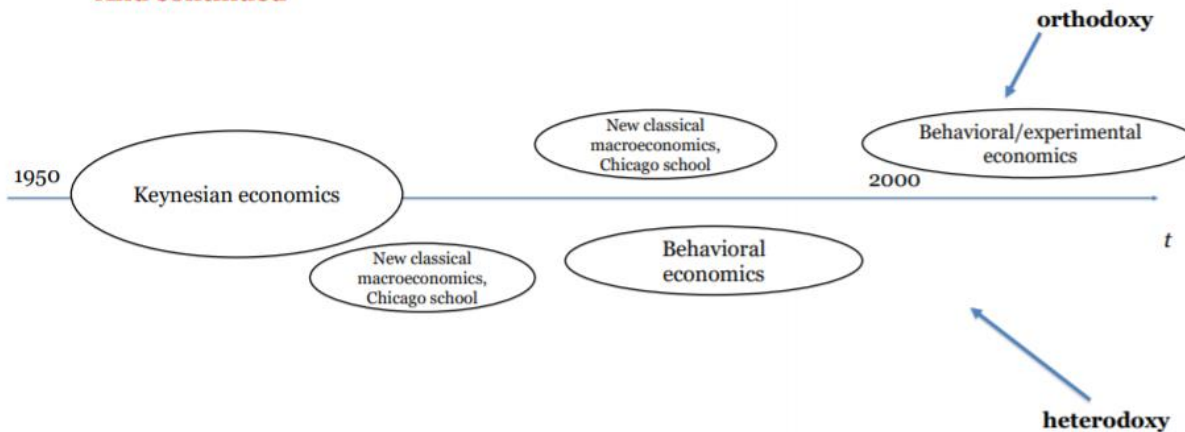 orthodoxy
New classical
macroeconomics,
Chicago school
Behavioral/experimental
economics
1950
2000
Keynesian economics
t
New classical
macroeconomics,
Chicago school
Behavioral
economics
heterodoxy